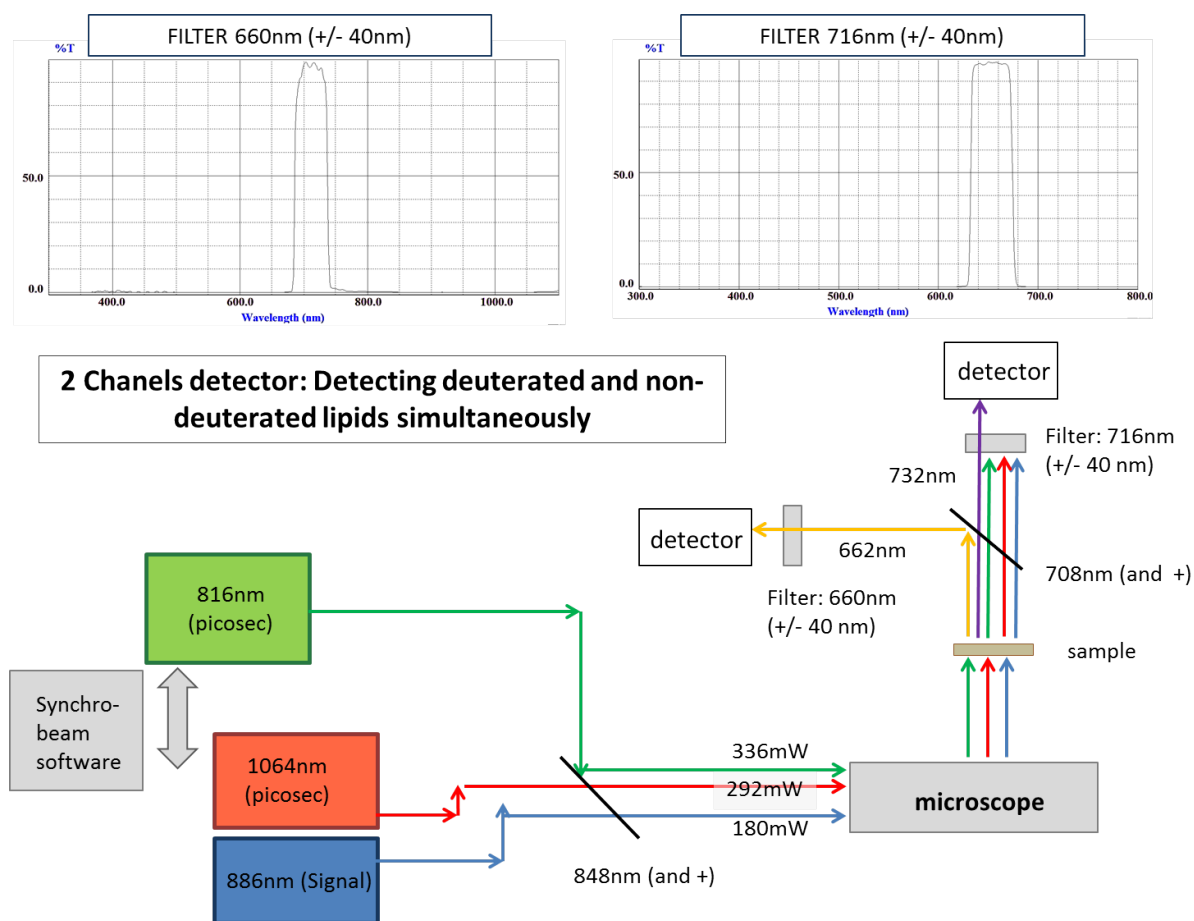 FILTER 660nm (+/- 40nm)
%T
50.0
0.0
400.0 600.0 800.0 1000.0
Wavelength (nm)
FILTER 716nm (+/- 40nm)
%T
50.0
0.0
300.0 400.0 500.0 600.0 700.0 800.0
Wavelength (nm)
2 Chanels detector: Detecting deuterated and non-
deuterated lipids simultaneously
detector
Filter: 716nm
(+/- 40 nm)
732nm
detector
662nm
708nm (and +)
Filter: 660nm
(+/- 40 nm)
sample
816nm
(picosec)
Synchro-
beam
software
1064nm
(picosec)
336mW
292mW
180mW
microscope
886nm (Signal)
848nm (and +)